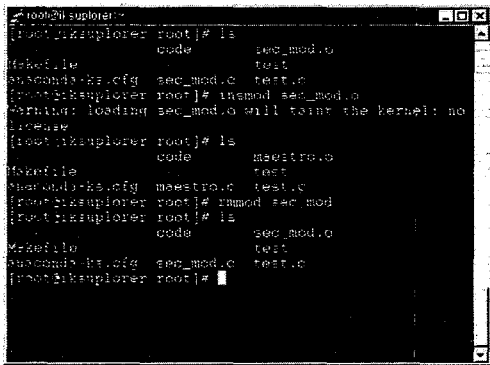 root@iksuplorer:~
[root@iksuplorer root]# ls
code sec_mod.o
Makefile test
anaconda-ks.cfg sec_mod.c test.c
[root@iksuplorer root]# insmod sec_mod.o
Warning: loading sec_mod.o will taint the kernel: no
license
[root@iksuplorer root]# ls
code maestro.o
Makefile test
anaconda-ks.cfg maestro.c test.c
[root@iksuplorer root]# rmmod sec_mod
[root@iksuplorer root]# ls
code sec_mod.o
Makefile test
anaconda-ks.cfg sec_mod.c test.c
[root@iksuplorer root]#